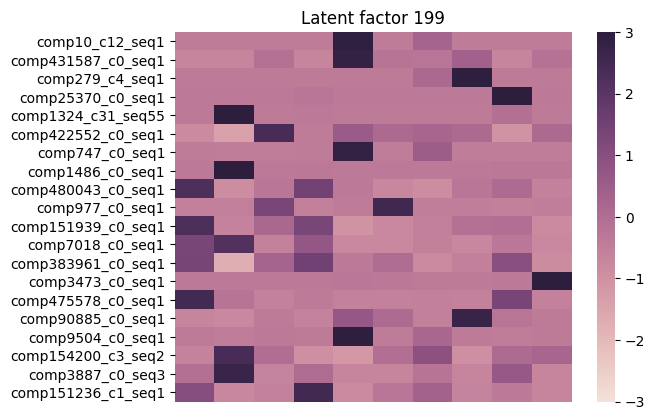 Latent factor 199
comp10_c12_seq1
comp431587_c0_seq1
comp279_c4_seq1
comp25370_c0_seq1
comp1324_c31_seq55
comp422552_c0_seq1
comp747_c0_seq1
comp1486_c0_seq1
comp480043_c0_seq1
comp977_c0_seq1
comp151939_c0_seq1
comp7018_c0_seq1
comp383961_c0_seq1
comp3473_c0_seq1
comp475578_c0_seq1
comp90885_c0_seq1
comp9504_c0_seq1
comp154200_c3_seq2
comp3887_c0_seq3
comp151236_c1_seq1
3
2
1
0
−1
−2
−3